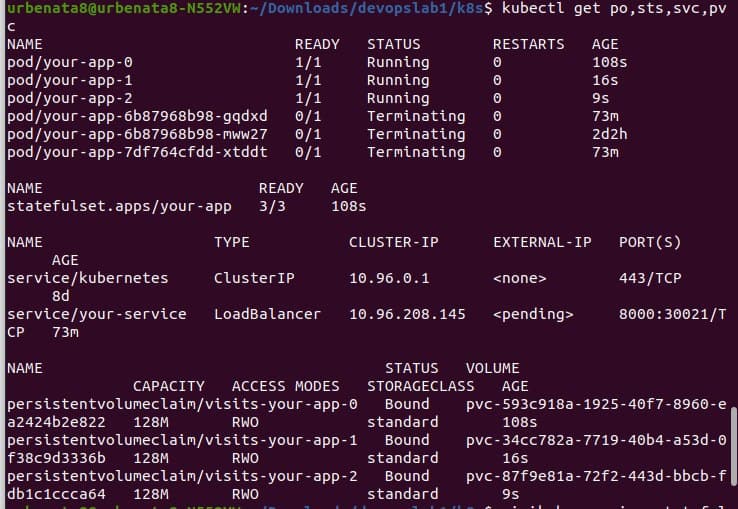 urbenata8@urbenata8-N552VW:~/Downloads/devopslab1/k8s$ kubectl get po,sts,svc,pv
c
NAME READY STATUS RESTARTS AGE
pod/your-app-0 1/1 Running 0 108s
pod/your-app-1 1/1 Running 0 16s
pod/your-app-2 1/1 Running 0 9s
pod/your-app-6b87968b98-gqdxd 0/1 Terminating 0 73m
pod/your-app-6b87968b98-mww27 0/1 Terminating 0 2d2h
pod/your-app-7df764cfdd-xtddt 0/1 Terminating 0 73m
NAME READY AGE
statefulset.apps/your-app 3/3 108s
NAME TYPE CLUSTER-IP EXTERNAL-IP PORT(S)
AGE
service/kubernetes ClusterIP 10.96.0.1 <none> 443/TCP
8d
service/your-service LoadBalancer 10.96.208.145 <pending> 8000:30021/T
CP 73m
NAME STATUS VOLUME
CAPACITY ACCESS MODES STORAGECLASS AGE
persistentvolumeclaim/visits-your-app-0 Bound pvc-593c918a-1925-40f7-8960-e
a2424b2e822 128M RWO standard 108s
persistentvolumeclaim/visits-your-app-1 Bound pvc-34cc782a-7719-40b4-a53d-0
f38c9d3336b 128M RWO standard 16s
persistentvolumeclaim/visits-your-app-2 Bound pvc-87f9e81a-72f2-443d-bbcb-f
db1c1ccca64 128M RWO standard 9s